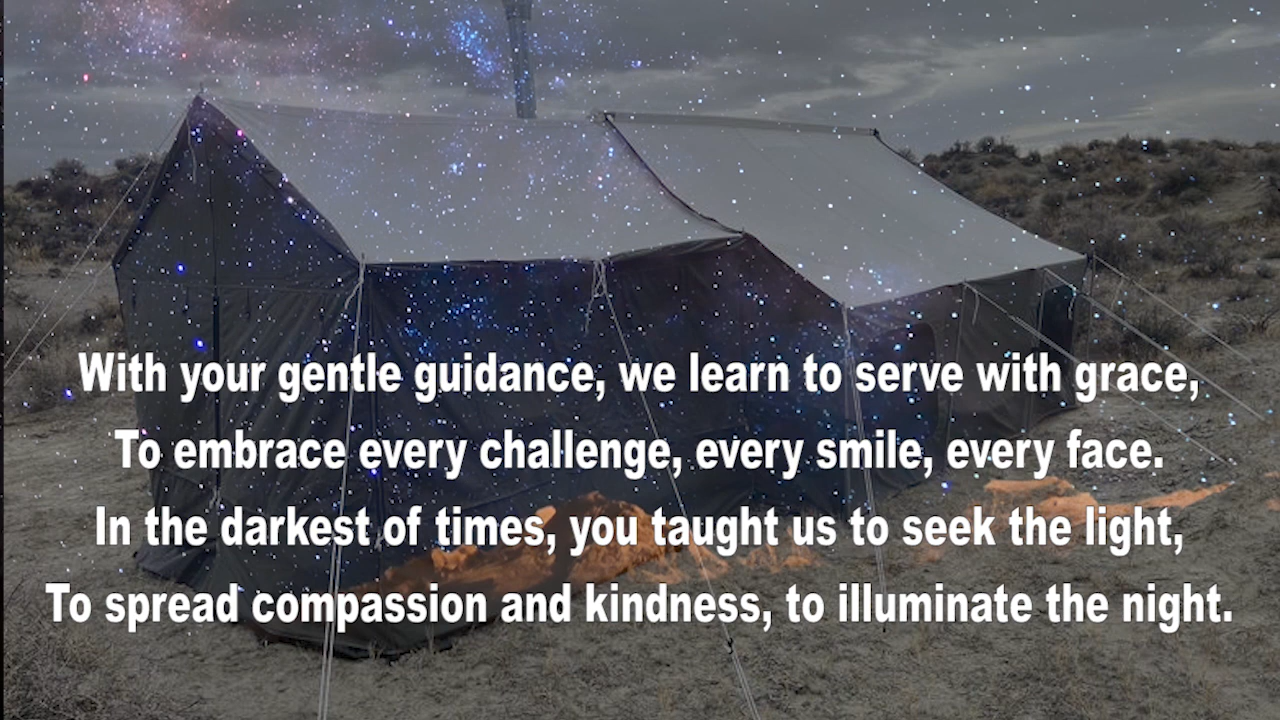 With your gentle guidance, we learn to serve with grace,
To embrace every challenge, every smile, every face.
In the darkest of times, you taught us to seek the light,
To spread compassion and kindness, to illuminate the night.